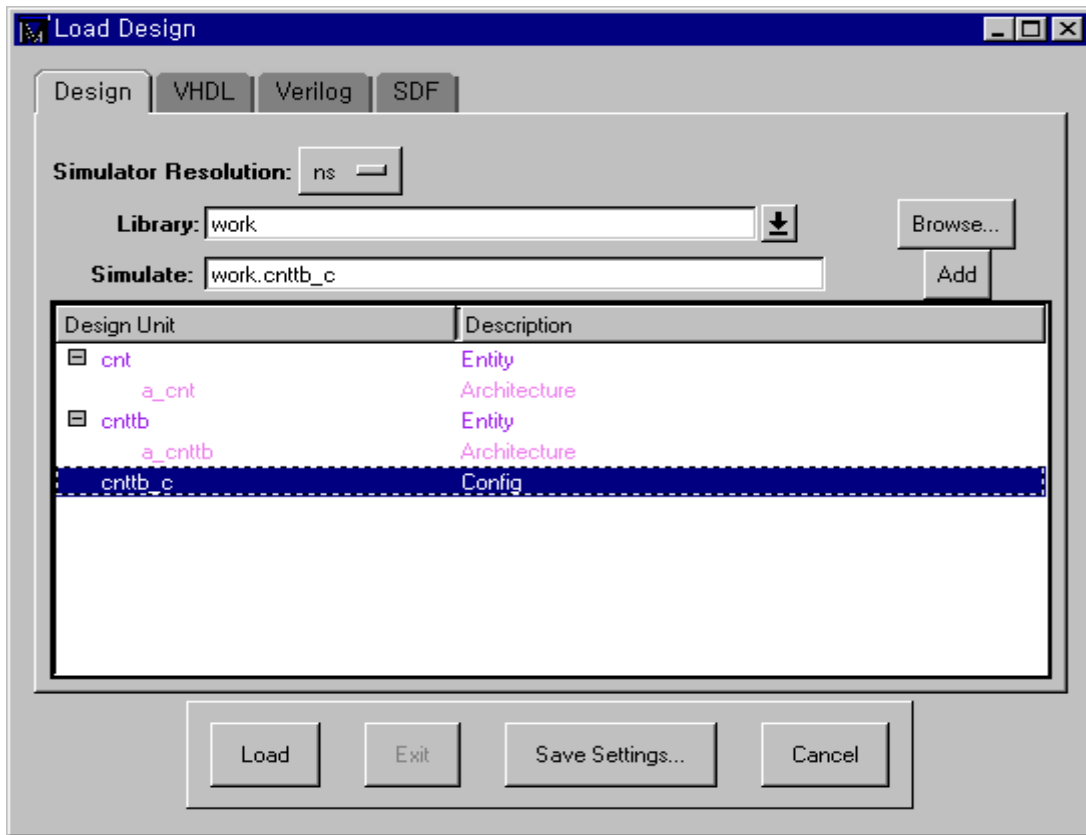 Load Design
Design VHDL Verilog SDF
Simulator Resolution: ns
Library: work Browse...
Simulate: work.cnttb_c Add
Design Unit Description
cnt Entity
a_cnt Architecture
cnttb Entity
a_cnttb Architecture
cnttb_c Config
Load Exit Save Settings... Cancel